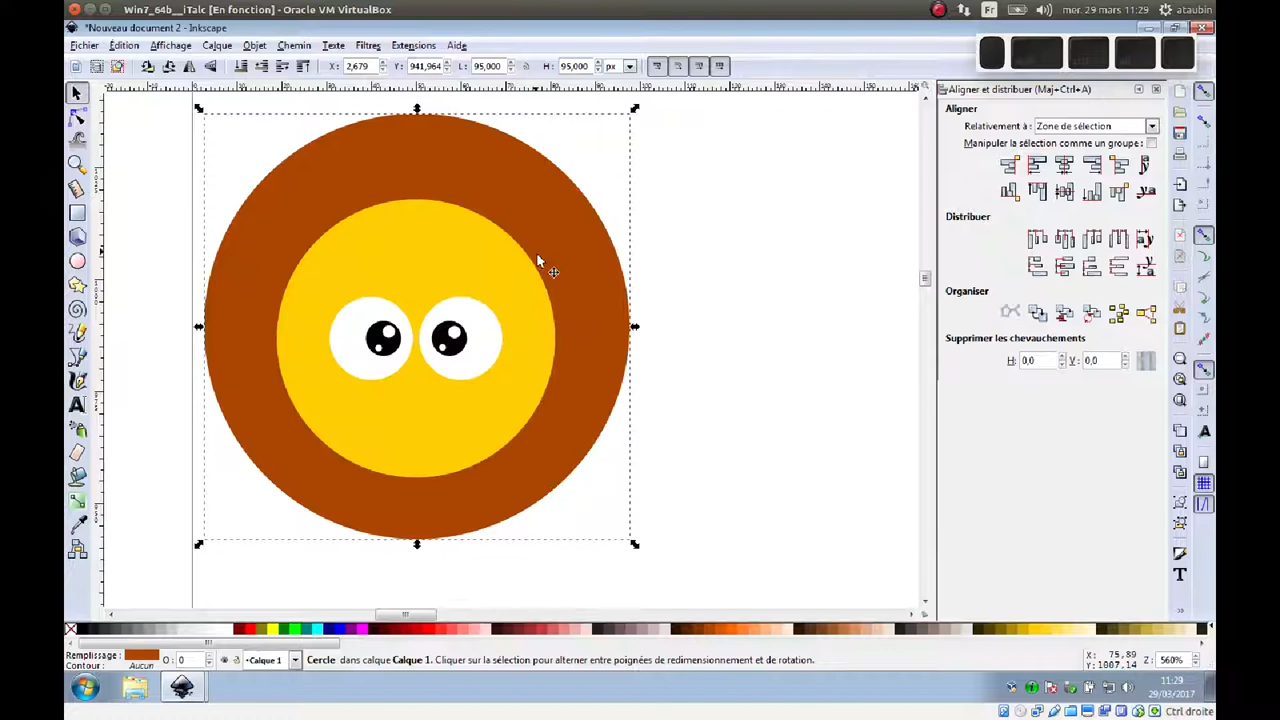 Win7_64b__iTalc [En fonction] - Oracle VM VirtualBox
Fr
mer. 29 mars 11:29
ataubin
*Nouveau document 2 - Inkscape
Fichier Édition Affichage Calque Objet Chemin Texte Filtres Extensions Aide
X: 2,679 Y: 941,964 L: 95,000 H: 95,000 px
Aligner et distribuer (Maj+Ctrl+A)
Aligner
Relativement à : Zone de sélection
Manipuler la sélection comme un groupe :
Distribuer
Organiser
Supprimer les chevauchements
H: 0,0 V: 0,0
Remplissage :
Contour : Aucun
O: 0
Calque 1
Cercle dans calque Calque 1. Cliquer sur la sélection pour alterner entre poignées de redimensionnement et de rotation.
X: 75,89
Y: 1007,14
Z: 560%
11:29
29/03/2017
Ctrl droite